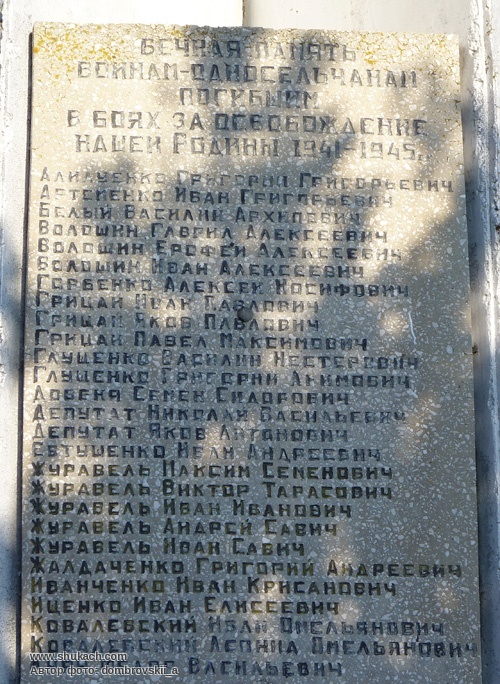 ВЕЧНАЯ ПАМЯТЬ
ВОИНАМ-ОДНОСЕЛЬЧАНАМ
ПОГИБШИМ
В БОЯХ ЗА ОСВОБОЖДЕНИЕ
НАШЕЙ РОДИНЫ 1941-1945г.
ГРИГОРИЙ ГРИГОРЬЕВИЧ
АРТЕМЕНКО ИВАН ГРИГОРЬЕВИЧ
БЕЛЫЙ ВАСИЛИЙ АРХИПОВИЧ
ВОЛОШИН ГАВРИЛ АЛЕКСЕЕВИЧ
ВОЛОШИН ЕРОФЕЙ АЛЕКСЕЕВИЧ
ВОЛОШИН ИВАН АЛЕКСЕЕВИЧ
ГОРБЕНКО АЛЕКСЕЙ ИОСИФОВИЧ
ГРИЦАЙ ИВАН ПАВЛОВИЧ
ГРИЦАЙ ЯКОВ ПАВЛОВИЧ
ГРИЦАЙ ПАВЕЛ МАКСИМОВИЧ
ГЛУЩЕНКО ВАСИЛИЙ НЕСТЕРОВИЧ
ГЛУЩЕНКО ГРИГОРИЙ АКИМОВИЧ
СЕМЕН СИДОРОВИЧ
ДЕПУТАТ НИКОЛАЙ ВАСИЛЬЕВИЧ
ДЕПУТАТ ЯКОВ АНТОНОВИЧ
ЕВТУШЕНКО ИВАН АНДРЕЕВИЧ
ЖУРАВЕЛЬ МАКСИМ СЕМЕНОВИЧ
ЖУРАВЕЛЬ ВИКТОР ТАРАСОВИЧ
ЖУРАВЕЛЬ ИВАН ИВАНОВИЧ
ЖУРАВЕЛЬ АНДРЕЙ САВИЧ
ЖУРАВЕЛЬ ИВАН САВИЧ
ЖАЛДАЧЕНКО ГРИГОРИЙ АНДРЕЕВИЧ
ИВАНЧЕНКО ИВАН КРИСАНОВИЧ
ИЦЕНКО ИВАН ЕЛИСЕЕВИЧ
КОВАЛЕВСКИЙ ИВАН ОМЕЛЬЯНОВИЧ
КОВАЛЕВСКИЙ ЛЕОНИД ОМЕЛЬЯНОВИЧ
ВАСИЛЬЕВИЧ
www.shukach.com
Автор фото: dombrovskii_a